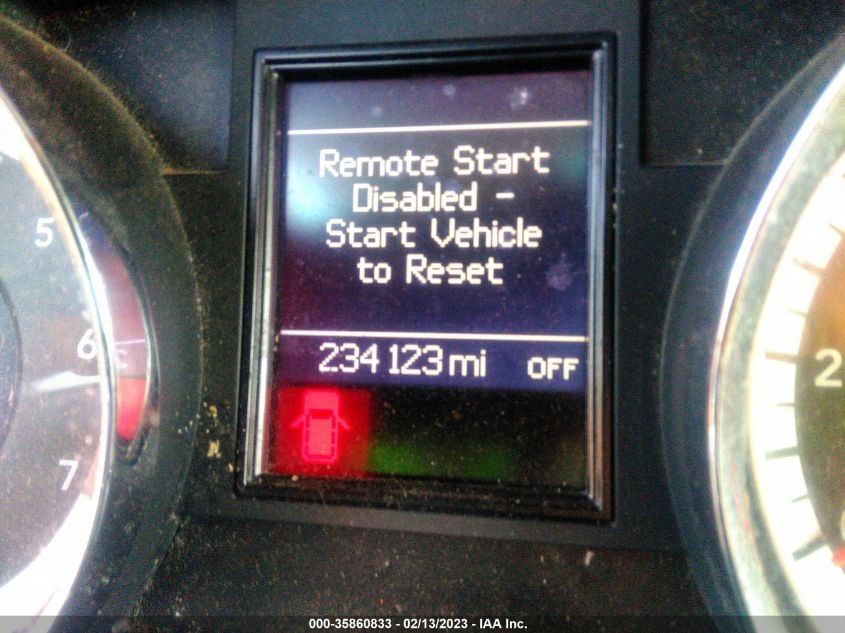 Remote Start
Disabled -
Start Vehicle
to Reset
234123 mi OFF
5
6
C
7
2
000-35860833 - 02/13/2023 - IAA Inc.